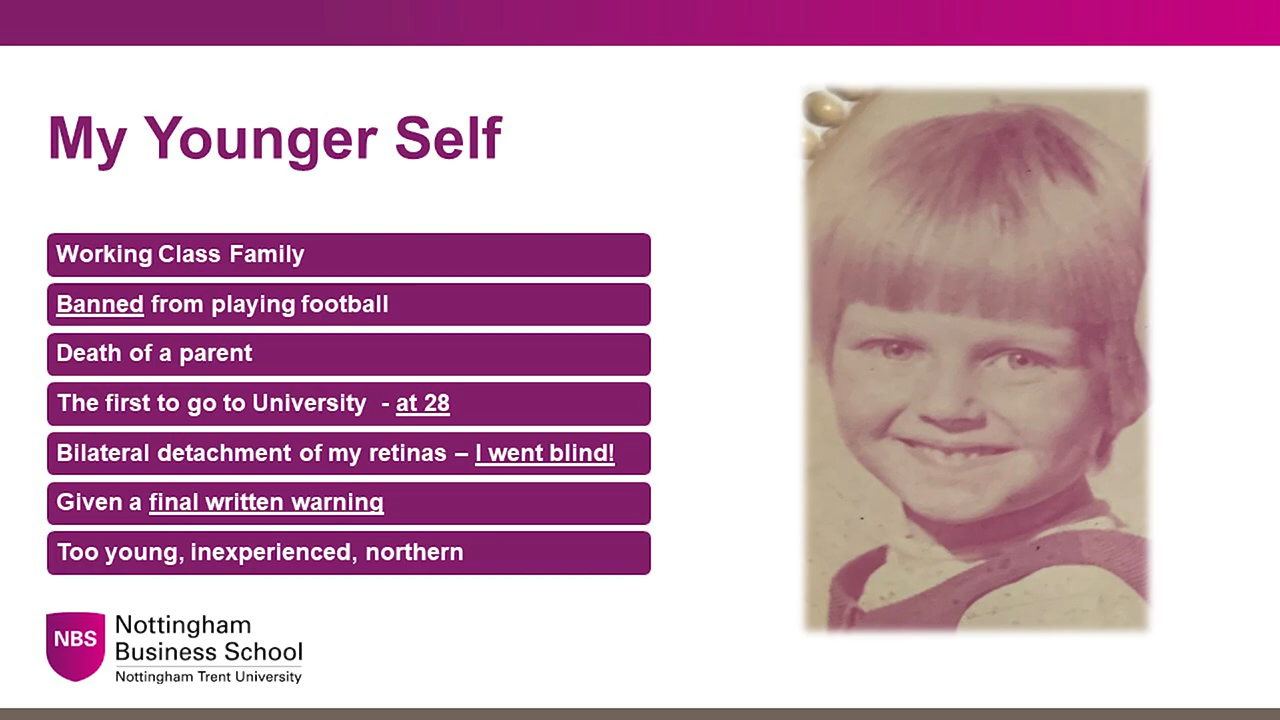 My Younger Self
Working Class Family
Banned from playing football
Death of a parent
The first to go to University - at 28
Bilateral detachment of my retinas – I went blind!
Given a final written warning
Too young, inexperienced, northern
NBS
Nottingham
Business School
Nottingham Trent University